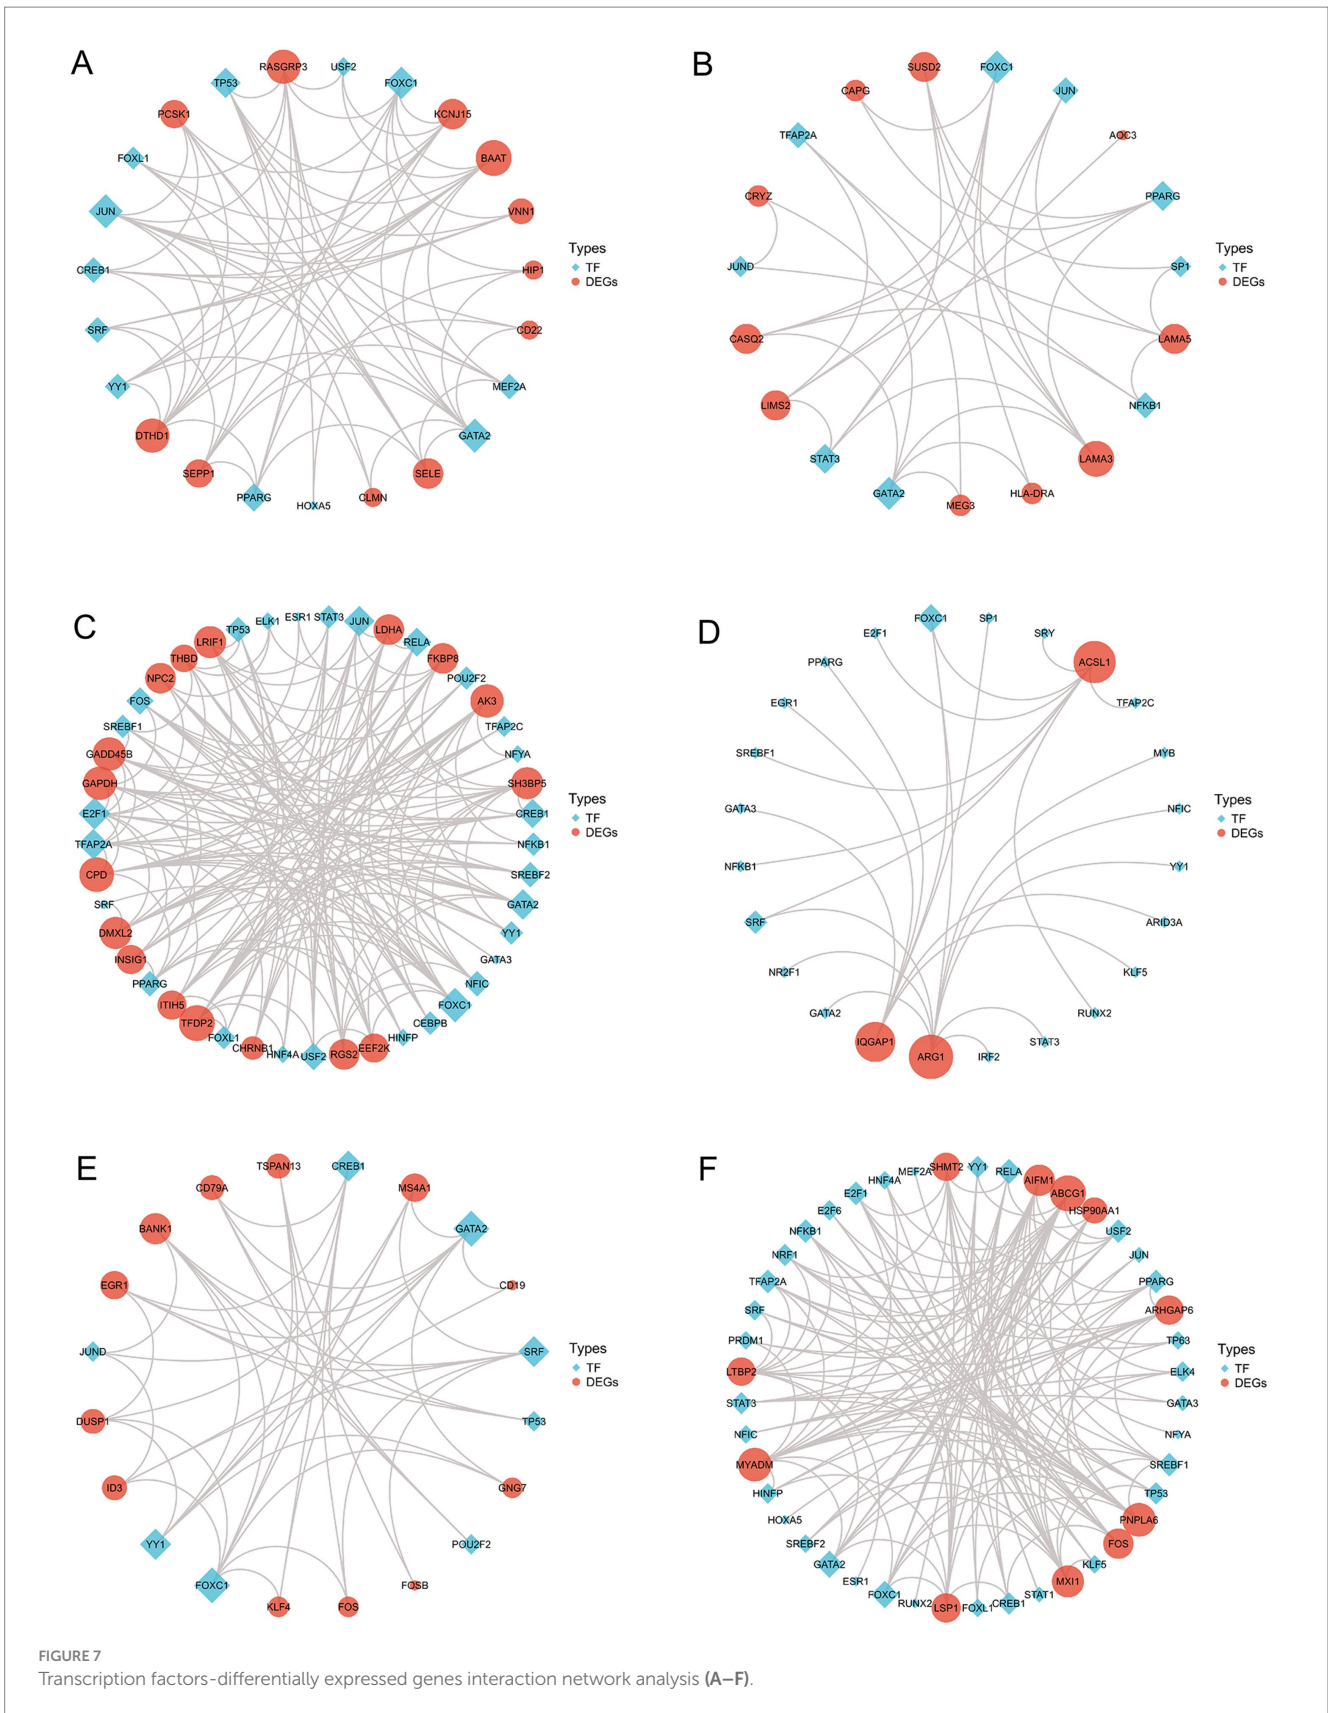 A
RASGRP3
USF2
TP53
FOXC1
PCSK1
KCNJ15
FOXL1
BAAT
JUN
VNN1
CREB1
HIP1
SRF
CD22
YY1
MEF2A
DTHD1
GATA2
SEPP1
SELE
PPARG
HOXA5
CLMN
Types
TF
DEGs
B
SUSD2
FOXC1
CAPG
JUN
TFAP2A
AOC3
CRYZ
PPARG
JUND
SP1
CASQ2
LAMA5
LIMS2
NFKB1
STAT3
LAMA3
GATA2
MEG3
HLA-DRA
Types
TF
DEGs
C
ELK1
ESR1
STAT3
JUN
TP53
LDHA
LRIF1
RELA
THBD
FKBP8
NPC2
POU2F2
FOS
AK3
SREBF1
TFAP2C
GADD45B
NFYA
GAPDH
SH3BP5
E2F1
CREB1
TFAP2A
NFKB1
CPD
SREBF2
SRF
GATA2
DMXL2
YY1
INSIG1
GATA3
PPARG
NFIC
ITIH5
FOXC1
TFDP2
CEBPB
FOXL1
HINFP
CHRNB1
HNF4A
USF2
RGS2
EEF2K
Types
TF
DEGs
D
FOXC1
SP1
E2F1
SRY
PPARG
ACSL1
EGR1
TFAP2C
SREBF1
MYB
GATA3
NFIC
NFKB1
YY1
SRF
ARID3A
NR2F1
KLF5
GATA2
RUNX2
IQGAP1
STAT3
ARG1
IRF2
Types
TF
DEGs
E
TSPAN13
CREB1
CD79A
MS4A1
BANK1
GATA2
EGR1
CD19
JUND
SRF
DUSP1
TP53
ID3
GNG7
YY1
POU2F2
FOXC1
FOSB
KLF4
FOS
Types
TF
DEGs
F
MEF2A
SHMT2
YY1
RELA
HNF4A
AIFM1
E2F1
ABCG1
E2F6
HSP90AA1
NFKB1
USF2
NRF1
JUN
TFAP2A
PPARG
SRF
ARHGAP6
PRDM1
TP63
LTBP2
ELK4
STAT3
GATA3
NFIC
NFYA
MYADM
SREBF1
HINFP
TP53
HOXA5
PNPLA6
SREBF2
FOS
GATA2
KLF5
ESR1
MXI1
FOXC1
STAT1
RUNX2
LSP1
FOXL1
CREB1
Types
TF
DEGs
FIGURE 7
Transcription factors-differentially expressed genes interaction network analysis (A–F).